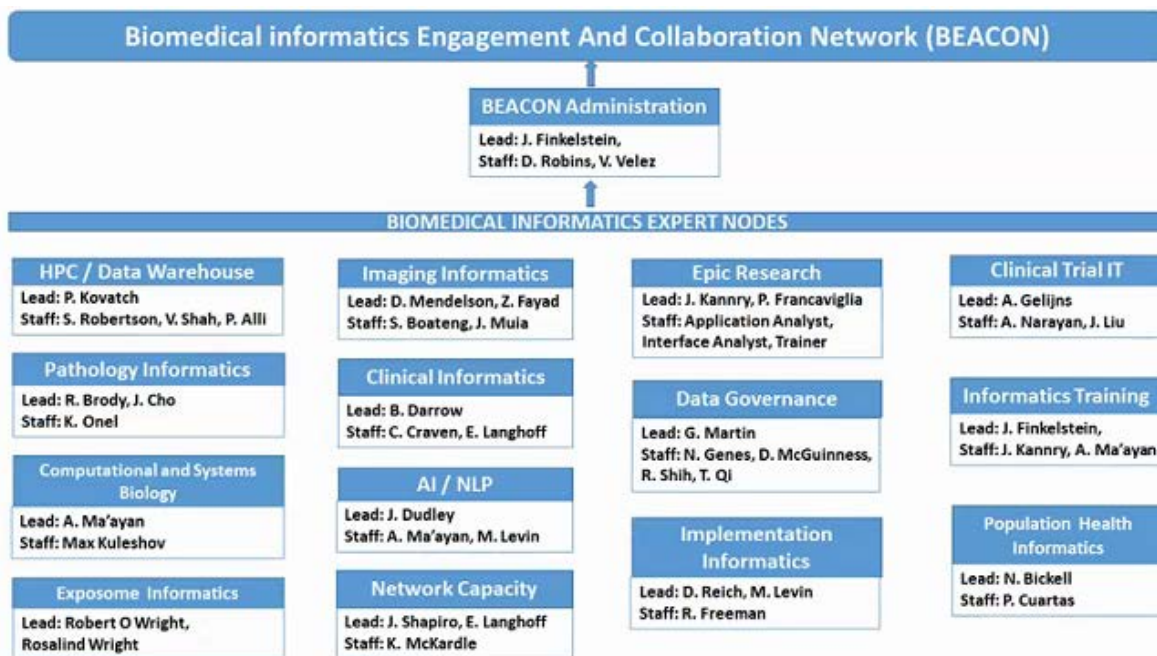 Biomedical informatics Engagement And Collaboration Network (BEACON)
BEACON Administration
Lead: J. Finkelstein,
Staff: D. Robins, V. Velez
BIOMEDICAL INFORMATICS EXPERT NODES
HPC / Data Warehouse
Lead: P. Kovatch
Staff: S. Robertson, V. Shah, P. Alli
Pathology Informatics
Lead: R. Brody, J. Cho
Staff: K. Onel
Computational and Systems
Biology
Lead: A. Ma'ayan
Staff: Max Kuleshov
Exposome Informatics
Lead: Robert O Wright,
Rosalind Wright
Imaging Informatics
Lead: D. Mendelson, Z. Fayad
Staff: S. Boateng, J. Muia
Clinical Informatics
Lead: B. Darrow
Staff: C. Craven, E. Langhoff
AI / NLP
Lead: J. Dudley
Staff: A. Ma'ayan, M. Levin
Network Capacity
Lead: J. Shapiro, E. Langhoff
Staff: K. McKardle
Epic Research
Lead: J. Kannry, P. Francaviglia
Staff: Application Analyst,
Interface Analyst, Trainer
Data Governance
Lead: G. Martin
Staff: N. Genes, D. McGuinness,
R. Shih, T. Qi
Implementation
Informatics
Lead: D. Reich, M. Levin
Staff: R. Freeman
Clinical Trial IT
Lead: A. Gelijns
Staff: A. Narayan, J. Liu
Informatics Training
Lead: J. Finkelstein,
Staff: J. Kannry, A. Ma'ayan
Population Health
Informatics
Lead: N. Bickell
Staff: P. Cuartas